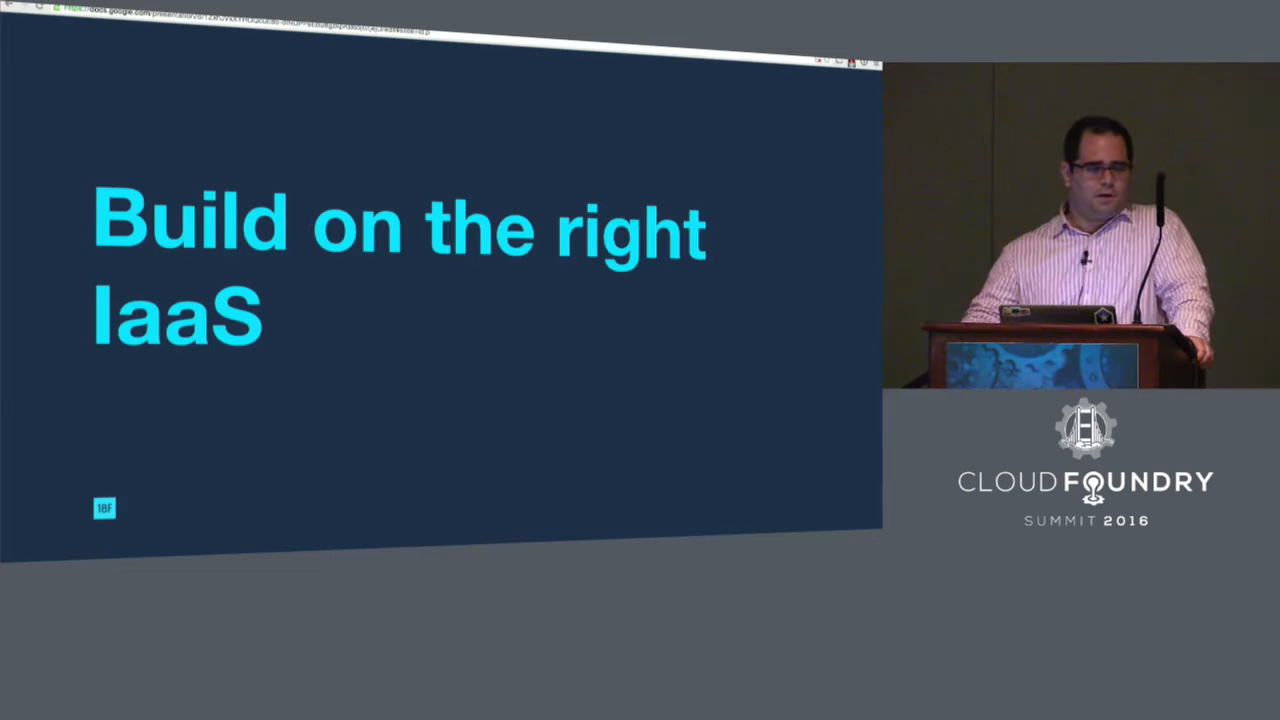 Build on the right
IaaS
18F
CLOUD FOUNDRY
SUMMIT 2016